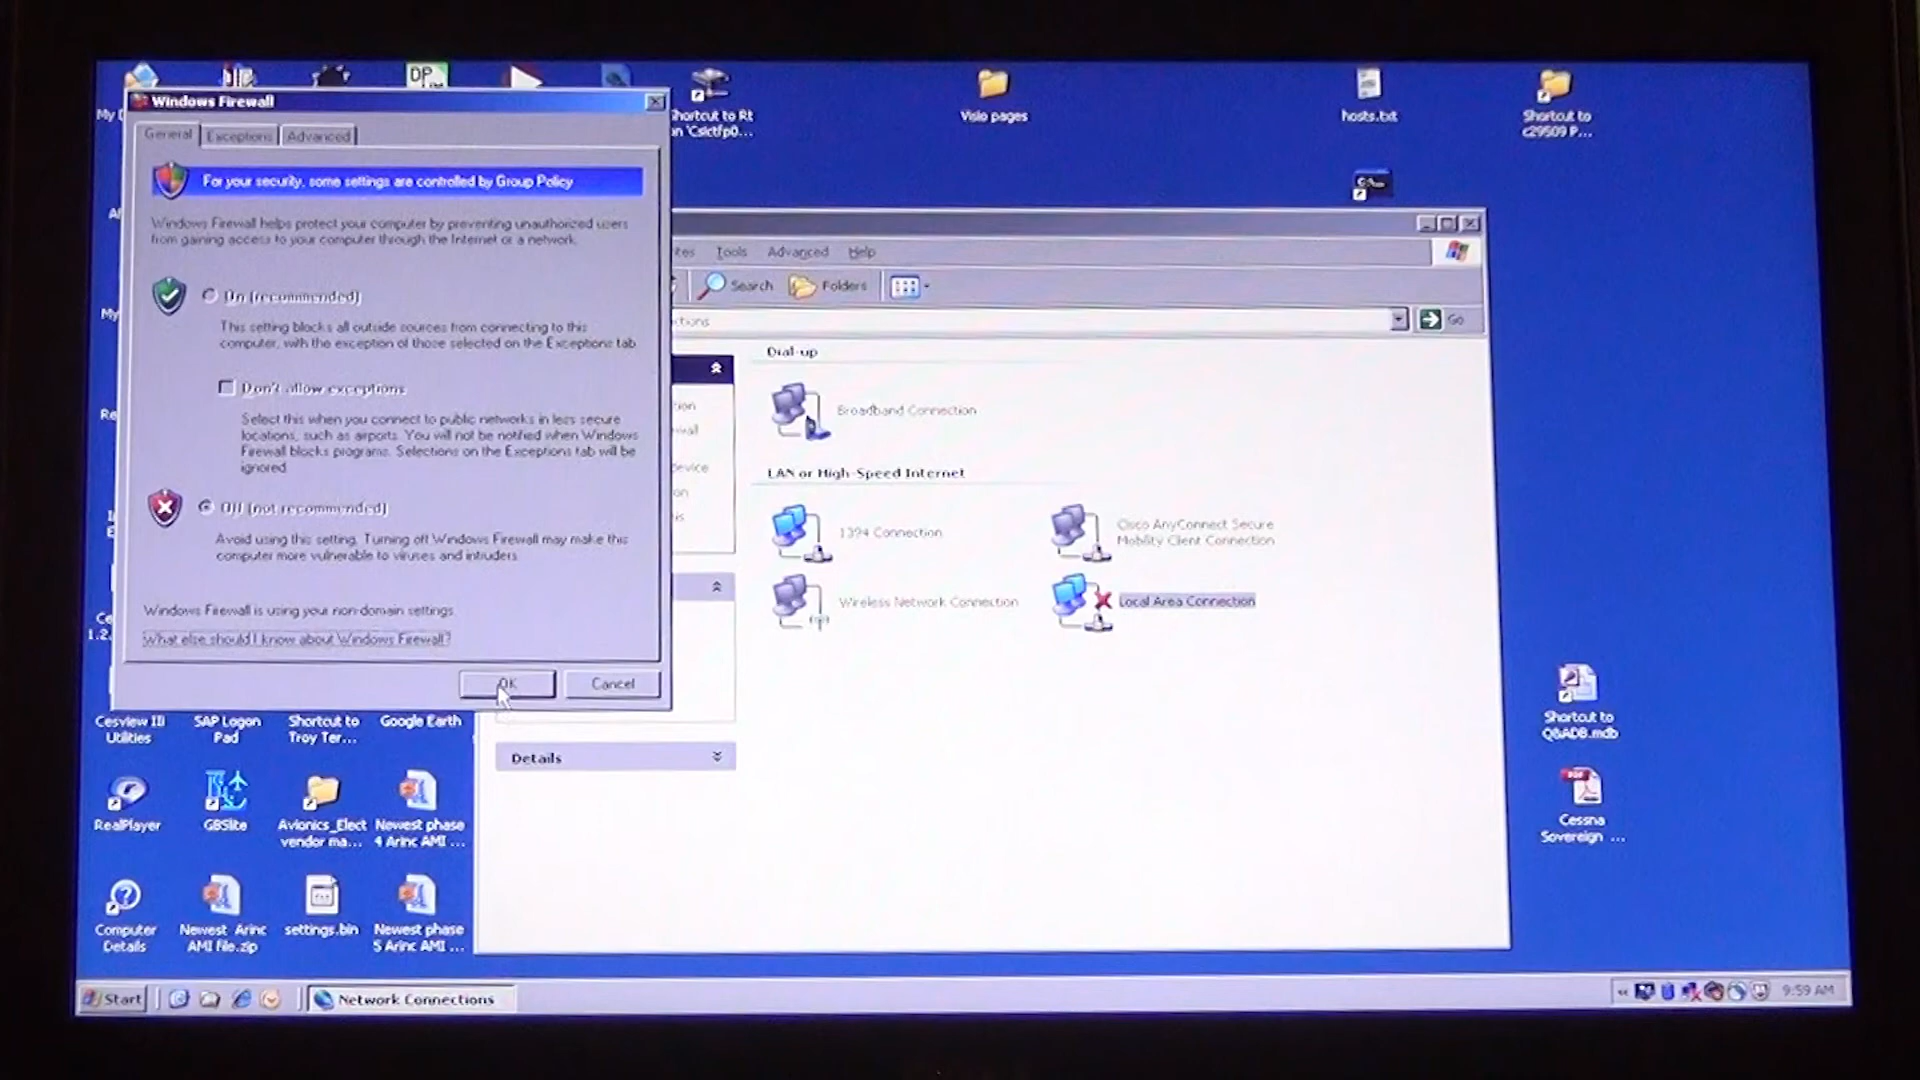 DP
Shortcut to Rt
on 'Cslctfp0...
Visio pages
hosts.txt
Shortcut to
c29509 P...
Windows Firewall
General
Exceptions
Advanced
For your security, some settings are controlled by Group Policy
Windows Firewall helps protect your computer by preventing unauthorized users
from gaining access to your computer through the Internet or a network.
On (recommended)
This setting blocks all outside sources from connecting to this
computer, with the exception of those selected on the Exceptions tab
Don't allow exceptions
Select this when you connect to public networks in less secure
locations, such as airports. You will not be notified when Windows
Firewall blocks programs. Selections on the Exceptions tab will be
ignored.
Off (not recommended)
Avoid using this setting. Turning off Windows Firewall may make this
computer more vulnerable to viruses and intruders.
Windows Firewall is using your non-domain settings.
What else should I know about Windows Firewall?
OK
Cancel
Tools
Advanced
Help
Search
Folders
Go
Dial-up
Broadband Connection
LAN or High-Speed Internet
1394 Connection
Cisco AnyConnect Secure
Mobility Client Connection
Wireless Network Connection
Local Area Connection
Details
Cesview III
Utilities
SAP Logon
Pad
Shortcut to
Troy Ter...
Google Earth
RealPlayer
GBSlite
Avionics_Elect
vendor ma...
Newest phase
4 Arinc AMI ...
Computer
Details
Newest Arinc
AMI file.zip
settings.bin
Newest phase
5 Arinc AMI ...
Shortcut to
Q&ADB.mdb
Cessna
Sovereign ...
Start
Network Connections
9:59 AM